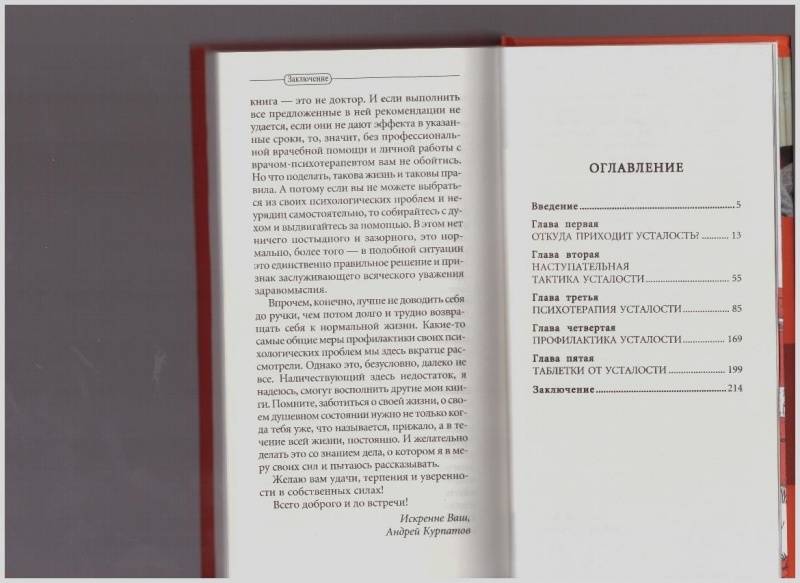 Заключение
книга — это не доктор. И если выполнить
все предложенные в ней рекомендации не
удается, если они не дают эффекта в указан-
ные сроки, то, значит, без профессиональ-
ной врачебной помощи и личной работы с
врачом-психотерапевтом вам не обойтись.
Но что поделать, такова жизнь и таковы пра-
вила. А потому если вы не можете выбрать-
ся из своих психологических проблем и не-
урядиц самостоятельно, то собирайтесь с ду-
хом и выдвигайтесь за помощью. В этом нет
ничего постыдного и зазорного, это нор-
мально, более того — в подобной ситуации
это единственно правильное решение и при-
знак заслуживающего всяческого уважения
здравомыслия.
Впрочем, конечно, лучше не доводить себя
до ручки, чем потом долго и трудно возвра-
щать себя к нормальной жизни. Какие-то
самые общие меры профилактики своих пси-
хологических проблем мы здесь вкратце рас-
смотрели. Однако это, безусловно, далеко не
все. Наличествующий здесь недостаток, я
надеюсь, смогут восполнить другие мои кни-
ги. Помните, заботиться о своей жизни, о сво-
ем душевном состоянии нужно не только ког-
да тебя уже, что называется, прижало, а в те-
чение всей жизни, постоянно. И желательно
делать это со знанием дела, о котором я в ме-
ру своих сил и пытаюсь рассказывать.
Желаю вам удачи, терпения и уверенно-
сти в собственных силах!
Всего доброго и до встречи!
Искренне Ваш,
Андрей Курпатов
ОГЛАВЛЕНИЕ
Введение 5
Глава первая
ОТКУДА ПРИХОДИТ УСТАЛОСТЬ? 13
Глава вторая
НАСТУПАТЕЛЬНАЯ
ТАКТИКА УСТАЛОСТИ 55
Глава третья
ПСИХОТЕРАПИЯ УСТАЛОСТИ 85
Глава четвертая
ПРОФИЛАКТИКА УСТАЛОСТИ 169
Глава пятая
ТАБЛЕТКИ ОТ УСТАЛОСТИ 199
Заключение 214